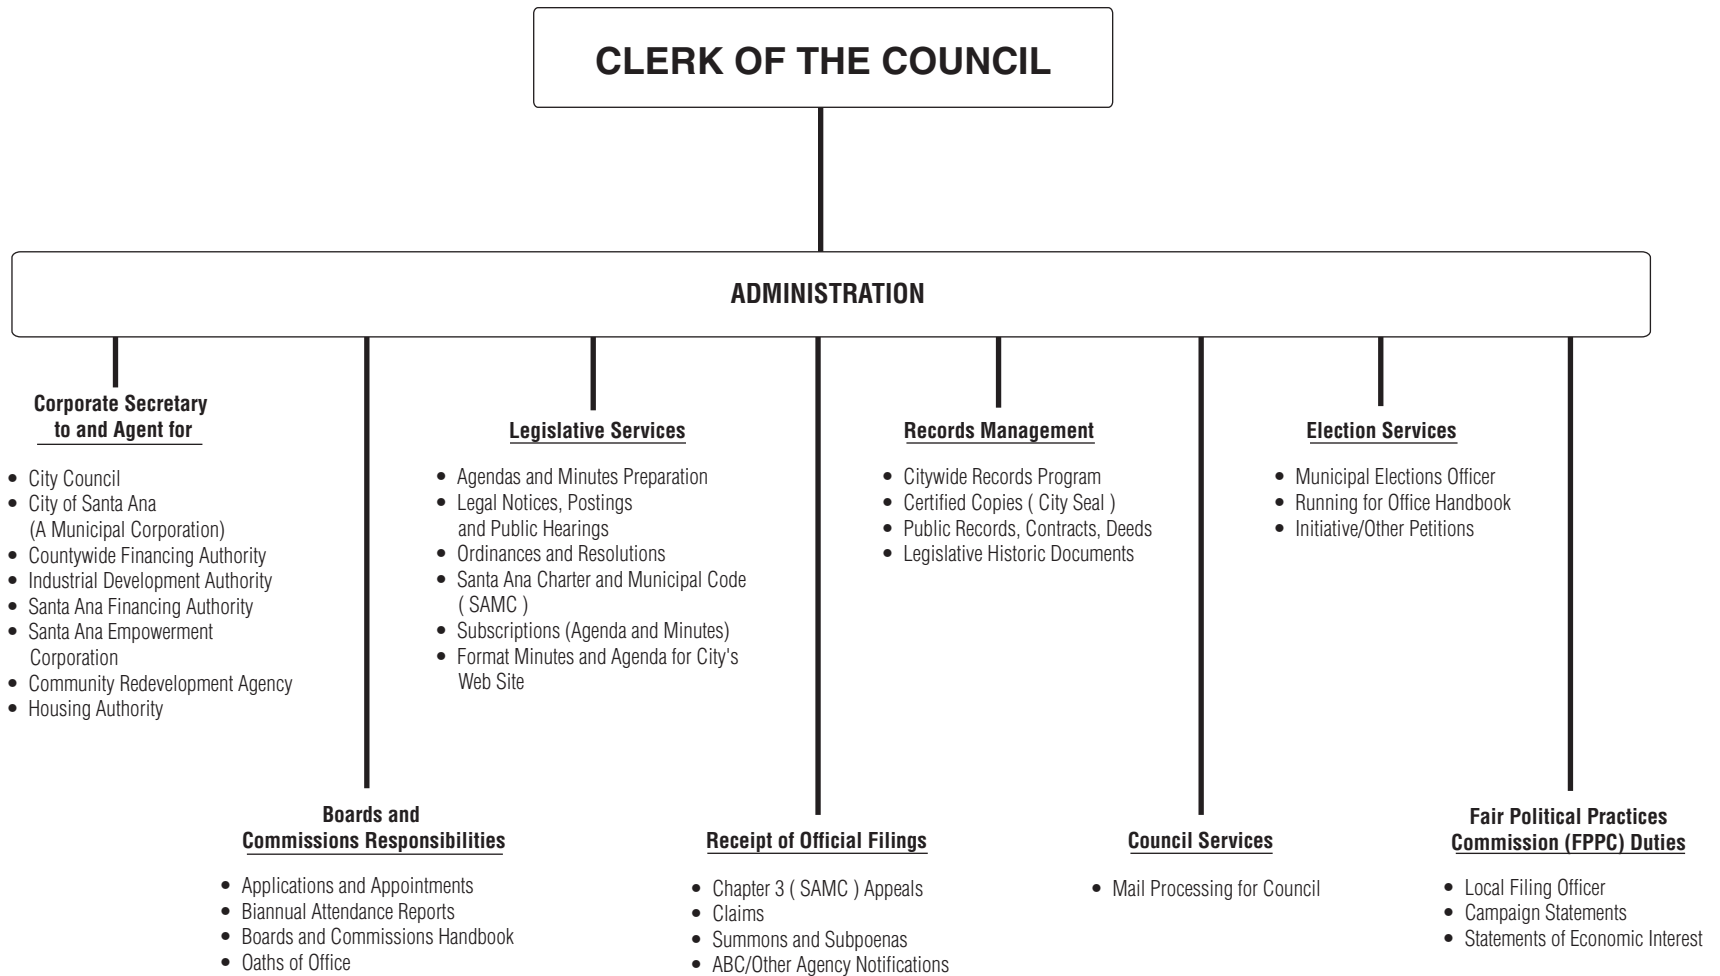 CLERK OF THE COUNCIL
ADMINISTRATION
Corporate Secretary
to and Agent for
• City Council
• City of Santa Ana
(A Municipal Corporation)
• Countywide Financing Authority
• Industrial Development Authority
• Santa Ana Financing Authority
• Santa Ana Empowerment
Corporation
• Community Redevelopment Agency
• Housing Authority
Boards and
Commissions Responsibilities
• Applications and Appointments
• Biannual Attendance Reports
• Boards and Commissions Handbook
• Oaths of Office
Legislative Services
• Agendas and Minutes Preparation
• Legal Notices, Postings
and Public Hearings
• Ordinances and Resolutions
• Santa Ana Charter and Municipal Code
( SAMC )
• Subscriptions (Agenda and Minutes)
• Format Minutes and Agenda for City's
Web Site
Receipt of Official Filings
• Chapter 3 ( SAMC ) Appeals
• Claims
• Summons and Subpoenas
• ABC/Other Agency Notifications
Records Management
• Citywide Records Program
• Certified Copies ( City Seal )
• Public Records, Contracts, Deeds
• Legislative Historic Documents
Council Services
• Mail Processing for Council
Election Services
• Municipal Elections Officer
• Running for Office Handbook
• Initiative/Other Petitions
Fair Political Practices
Commission (FPPC) Duties
• Local Filing Officer
• Campaign Statements
• Statements of Economic Interest